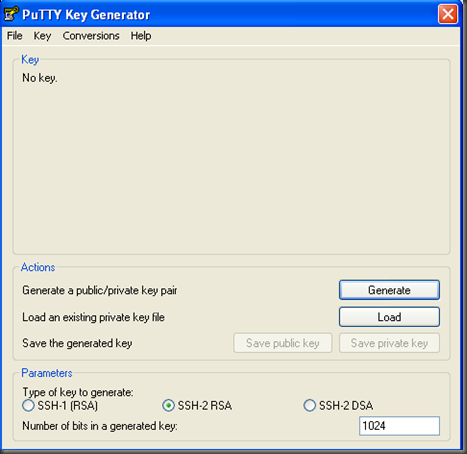 PuTTY Key Generator
File Key Conversions Help
Key
No key.
Actions
Generate a public/private key pair Generate
Load an existing private key file Load
Save the generated key Save public key Save private key
Parameters
Type of key to generate:
SSH-1 (RSA) SSH-2 RSA SSH-2 DSA
Number of bits in a generated key: 1024